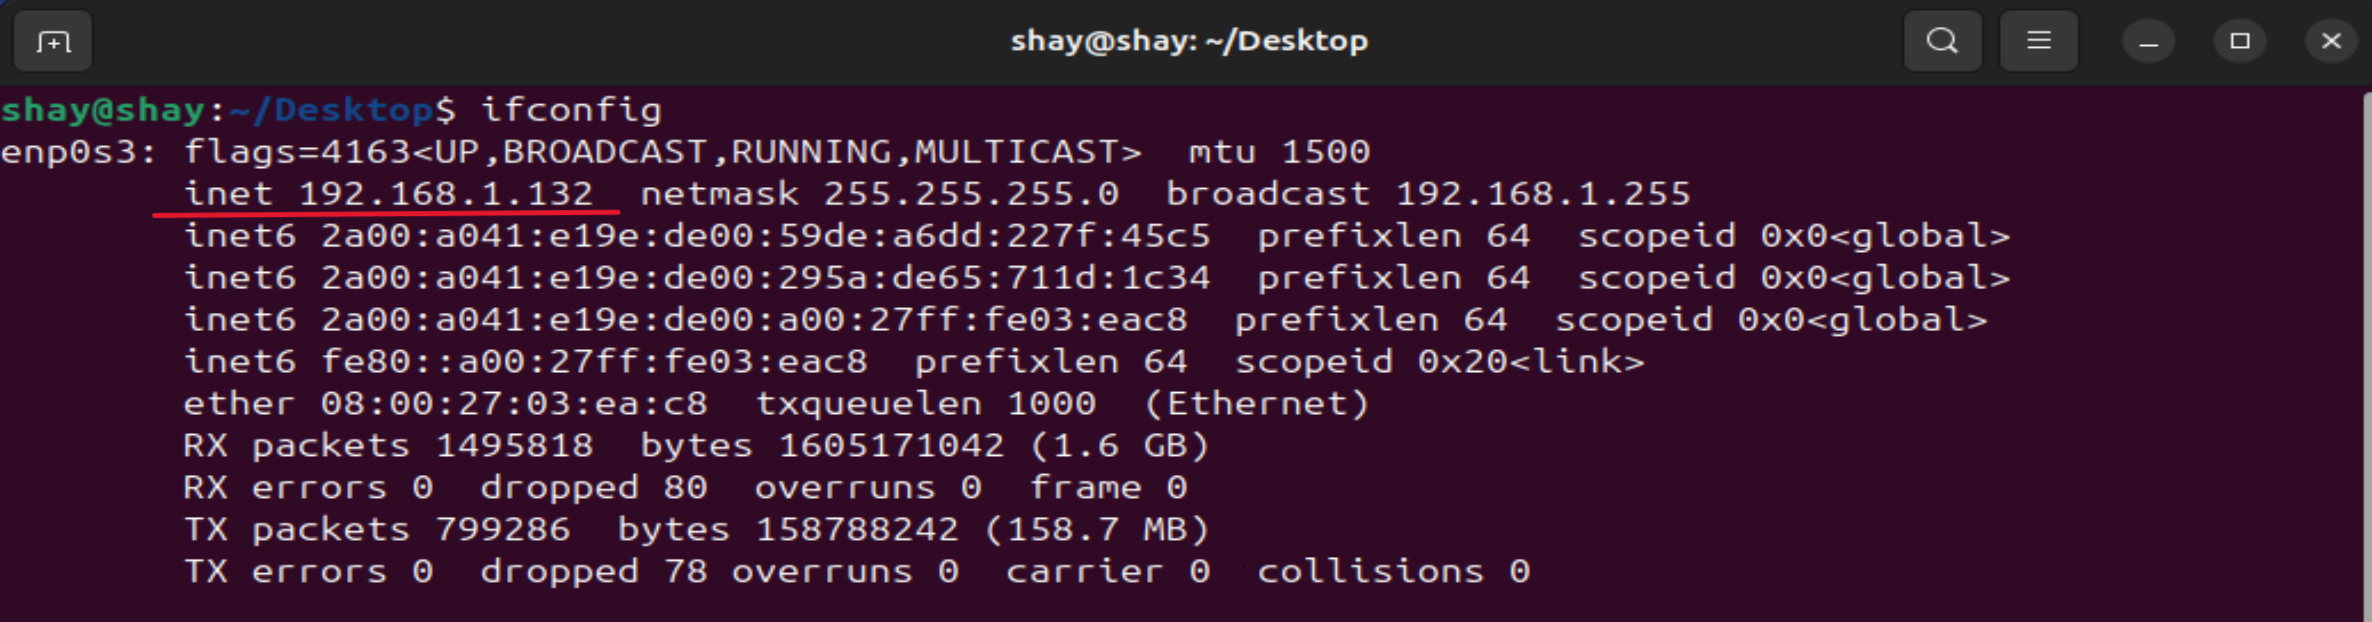 shay@shay: ~/Desktop
shay@shay:~/Desktop$ ifconfig
enp0s3: flags=4163<UP,BROADCAST,RUNNING,MULTICAST>  mtu 1500
        inet 192.168.1.132  netmask 255.255.255.0  broadcast 192.168.1.255
        inet6 2a00:a041:e19e:de00:59de:a6dd:227f:45c5  prefixlen 64  scopeid 0x0<global>
        inet6 2a00:a041:e19e:de00:295a:de65:711d:1c34  prefixlen 64  scopeid 0x0<global>
        inet6 2a00:a041:e19e:de00:a00:27ff:fe03:eac8  prefixlen 64  scopeid 0x0<global>
        inet6 fe80::a00:27ff:fe03:eac8  prefixlen 64  scopeid 0x20<link>
        ether 08:00:27:03:ea:c8  txqueuelen 1000  (Ethernet)
        RX packets 1495818  bytes 1605171042 (1.6 GB)
        RX errors 0  dropped 80  overruns 0  frame 0
        TX packets 799286  bytes 158788242 (158.7 MB)
        TX errors 0  dropped 78 overruns 0  carrier 0  collisions 0